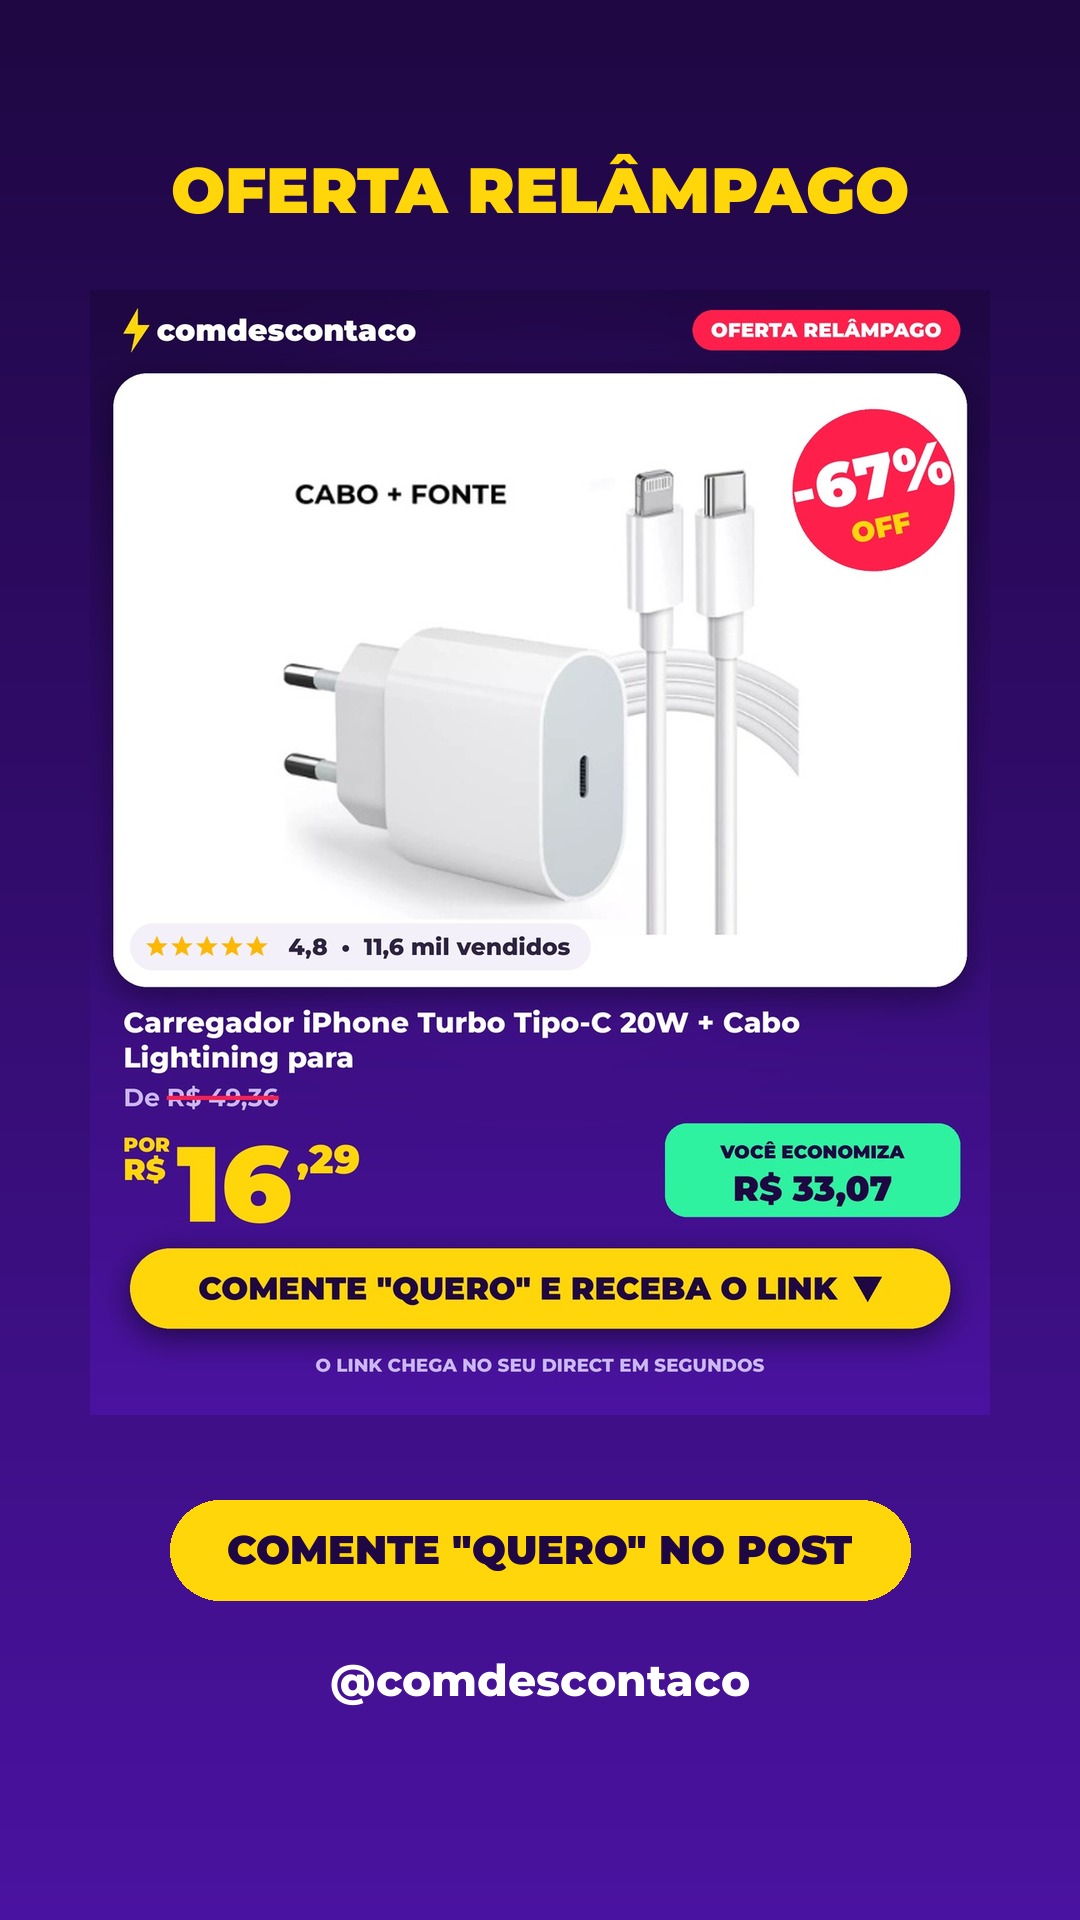 OFERTA RELÂMPAGO
comdescontaco
OFERTA RELÂMPAGO
CABO + FONTE
-67%
OFF
4,8 • 11,6 mil vendidos
Carregador iPhone Turbo Tipo-C 20W + Cabo
Lightining para
De R$ 49,36
POR
R$ 16,29
VOCÊ ECONOMIZA
R$ 33,07
COMENTE "QUERO" E RECEBA O LINK ▼
O LINK CHEGA NO SEU DIRECT EM SEGUNDOS
COMENTE "QUERO" NO POST
@comdescontaco